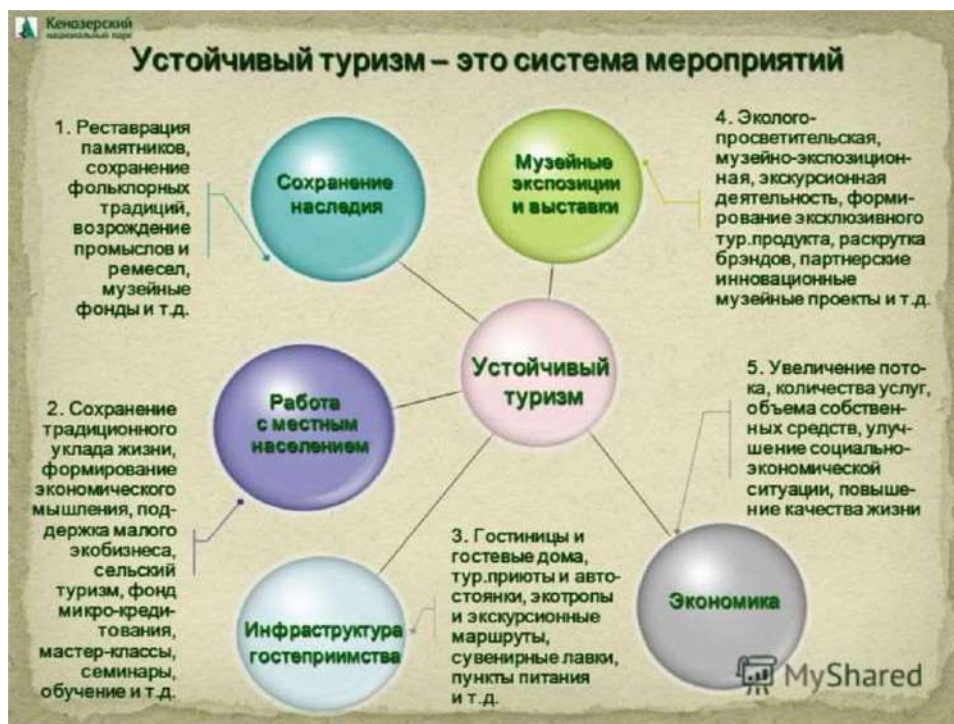 Кенозерский
национальный парк
Устойчивый туризм – это система мероприятий
1. Реставрация
памятников,
сохранение
фольклорных
традиций,
возрождение
промыслов и
ремесел,
музейные
фонды и т.д.
Сохранение
наследия
Музейные
экспозиции
и выставки
4. Эколого-
просветительская,
музейно-экспозицион-
ная, экскурсионная
деятельность, форми-
рование эксклюзивного
тур.продукта, раскрутка
брэндов, партнерские
инновационные
музейные проекты и т.д.
Устойчивый
туризм
2. Сохранение
традиционного
уклада жизни,
формирование
экономического
мышления, под-
держка малого
экобизнеса,
сельский
туризм, фонд
микро-креди-
тования,
мастер-классы,
семинары,
обучение и т.д.
Работа
с местным
населением
5. Увеличение пото-
ка, количества услуг,
объема собствен-
ных средств, улуч-
шение социально-
экономической
ситуации, повыше-
ние качества жизни
Инфраструктура
гостеприимства
3. Гостиницы и
гостевые дома,
тур.приюты и авто-
стоянки, экотропы
и экскурсионные
маршруты,
сувенирные лавки,
пункты питания
и т.д.
Экономика
MyShared